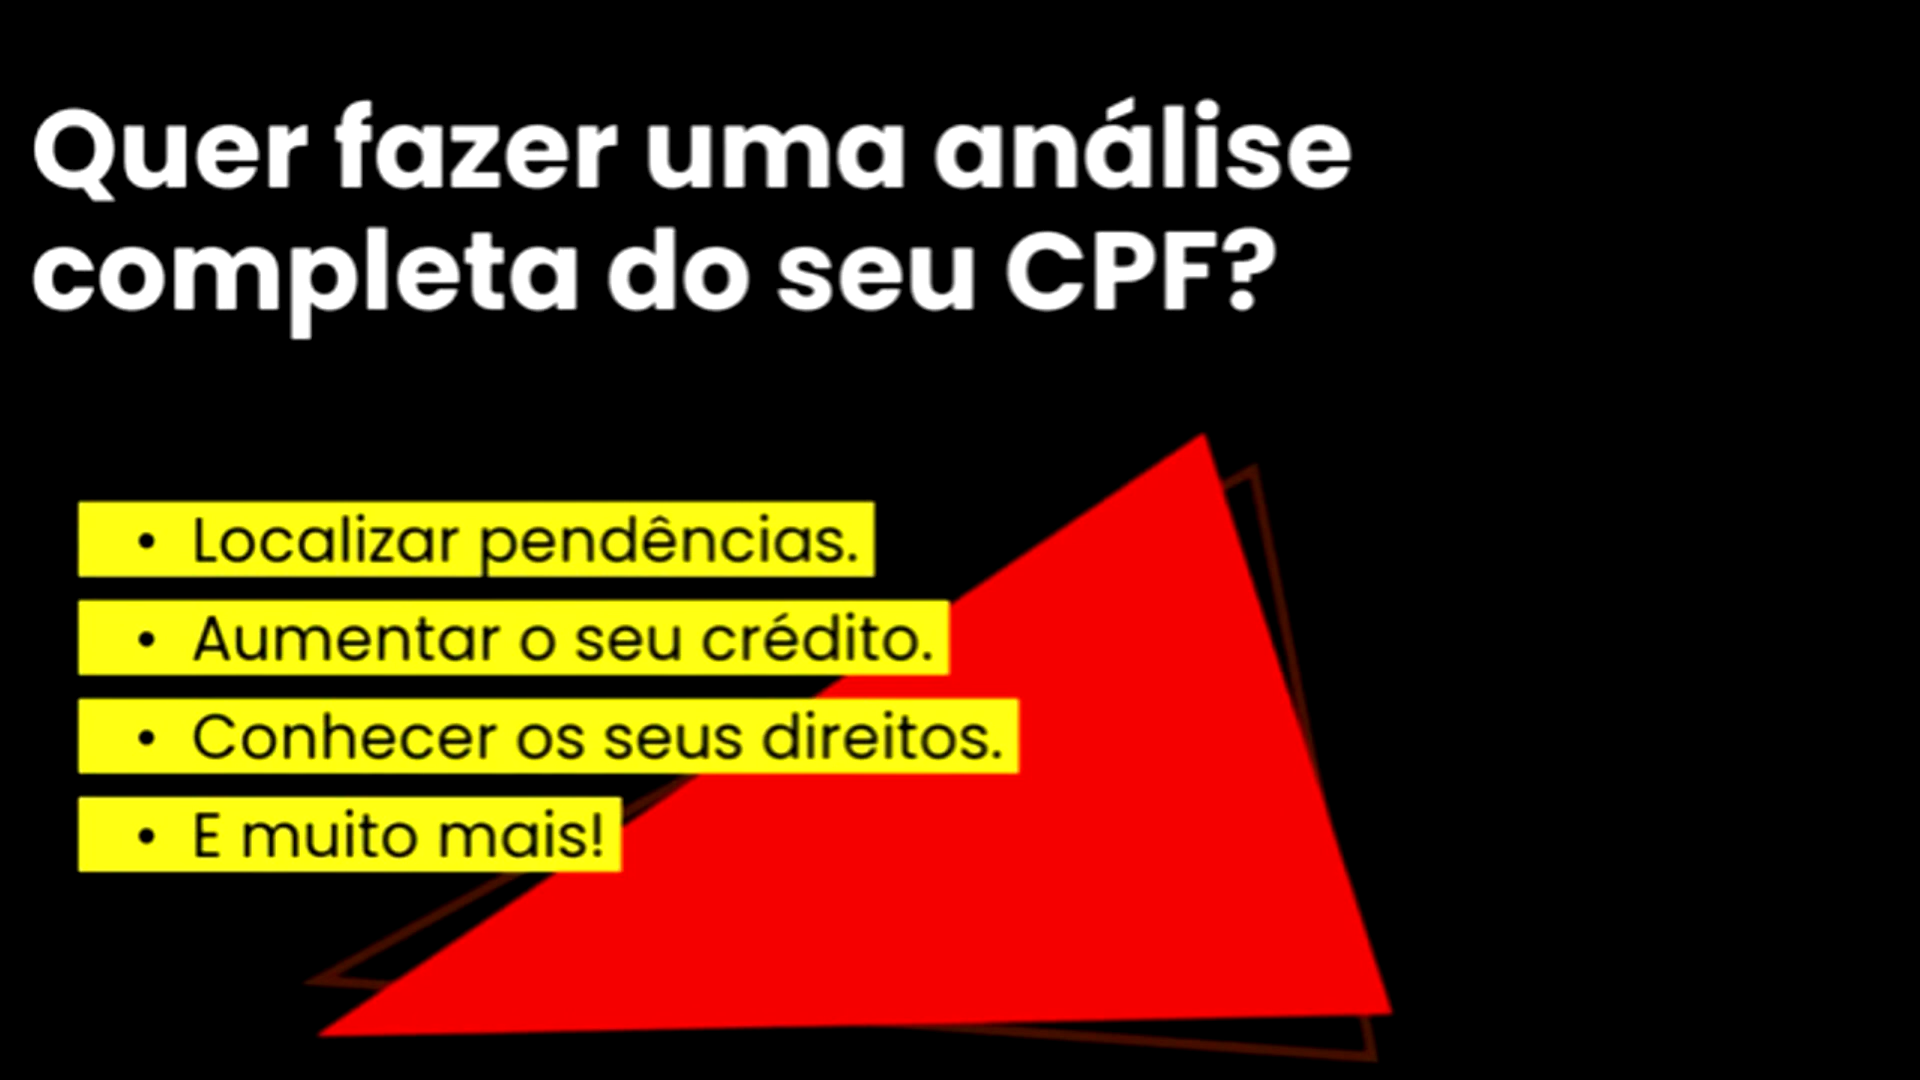 Quer fazer uma análise
completa do seu CPF?
• Localizar pendências.
• Aumentar o seu crédito.
• Conhecer os seus direitos.
• E muito mais!